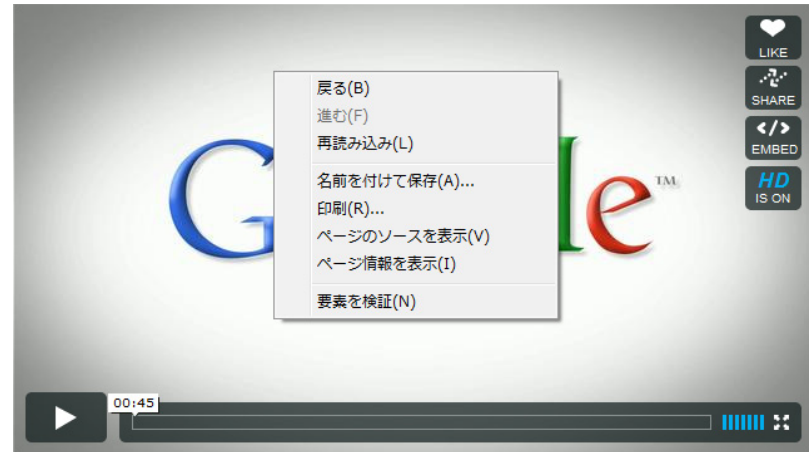 LIKE
SHARE
EMBED
HD
IS ON
戻る(B)
進む(F)
再読み込み(L)
名前を付けて保存(A)...
印刷(R)...
ページのソースを表示(V)
ページ情報を表示(I)
要素を検証(N)
G le TM
00:45